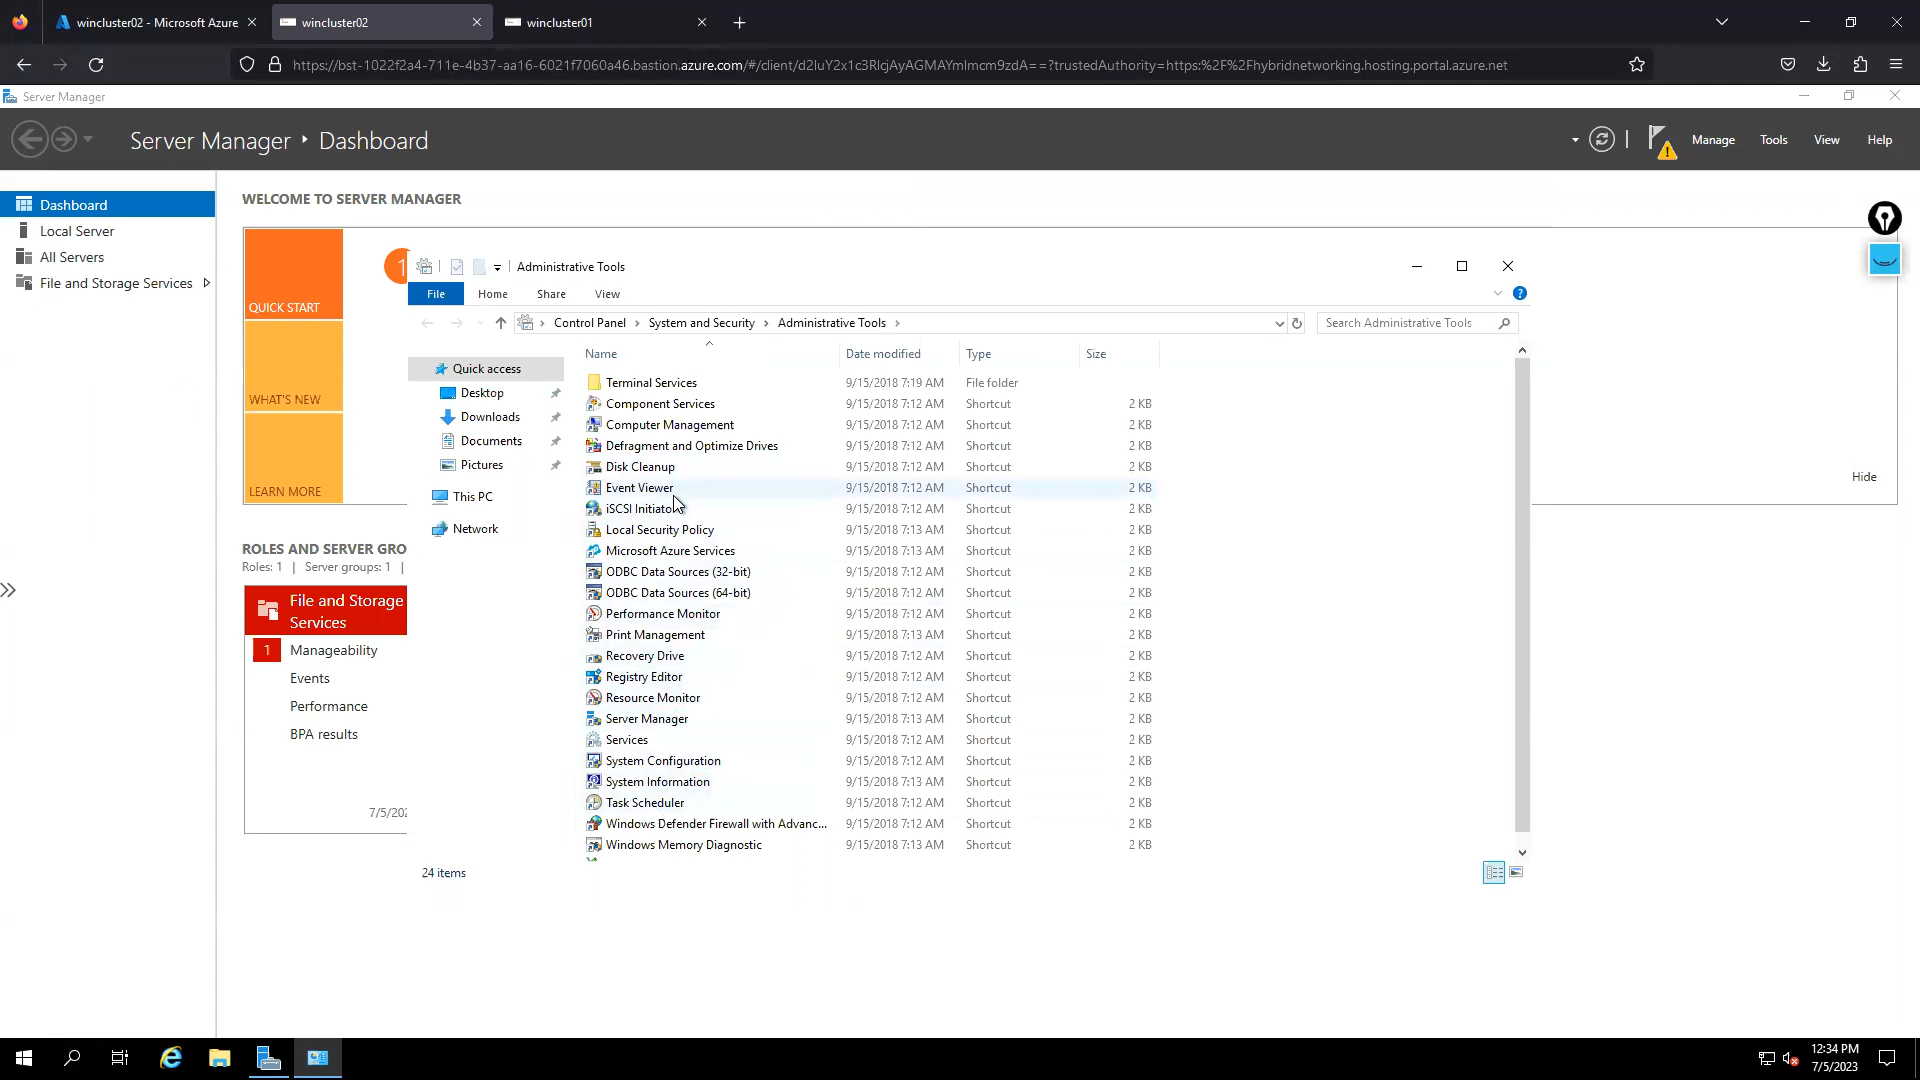 wincluster02 - Microsoft Azure
wincluster02
wincluster01
https://bst-1022f2a4-711e-4b37-aa16-6021f7060a46.bastion.azure.com/#/client/d2luY2x1c3RlcjAyAGMAYmlmcm9zdA==?trustedAuthority=https:%2F%2Fhybridnetworking.hosting.portal.azure.net
Server Manager
Server Manager • Dashboard
Manage
Tools
View
Help
Dashboard
Local Server
All Servers
File and Storage Services
WELCOME TO SERVER MANAGER
QUICK START
WHAT'S NEW
LEARN MORE
1
Hide
ROLES AND SERVER GRO
Roles: 1 | Server groups: 1 |
File and Storage
Services
1 Manageability
Events
Performance
BPA results
7/5/202
Administrative Tools
File Home Share View
Control Panel > System and Security > Administrative Tools >
Search Administrative Tools
Quick access
Desktop
Downloads
Documents
Pictures
This PC
Network
Name Date modified Type Size
Terminal Services 9/15/2018 7:19 AM File folder
Component Services 9/15/2018 7:12 AM Shortcut 2 KB
Computer Management 9/15/2018 7:12 AM Shortcut 2 KB
Defragment and Optimize Drives 9/15/2018 7:12 AM Shortcut 2 KB
Disk Cleanup 9/15/2018 7:12 AM Shortcut 2 KB
Event Viewer 9/15/2018 7:12 AM Shortcut 2 KB
iSCSI Initiator 9/15/2018 7:12 AM Shortcut 2 KB
Local Security Policy 9/15/2018 7:13 AM Shortcut 2 KB
Microsoft Azure Services 9/15/2018 7:13 AM Shortcut 2 KB
ODBC Data Sources (32-bit) 9/15/2018 7:12 AM Shortcut 2 KB
ODBC Data Sources (64-bit) 9/15/2018 7:12 AM Shortcut 2 KB
Performance Monitor 9/15/2018 7:12 AM Shortcut 2 KB
Print Management 9/15/2018 7:13 AM Shortcut 2 KB
Recovery Drive 9/15/2018 7:12 AM Shortcut 2 KB
Registry Editor 9/15/2018 7:12 AM Shortcut 2 KB
Resource Monitor 9/15/2018 7:12 AM Shortcut 2 KB
Server Manager 9/15/2018 7:13 AM Shortcut 2 KB
Services 9/15/2018 7:12 AM Shortcut 2 KB
System Configuration 9/15/2018 7:12 AM Shortcut 2 KB
System Information 9/15/2018 7:13 AM Shortcut 2 KB
Task Scheduler 9/15/2018 7:12 AM Shortcut 2 KB
Windows Defender Firewall with Advanc... 9/15/2018 7:12 AM Shortcut 2 KB
Windows Memory Diagnostic 9/15/2018 7:13 AM Shortcut 2 KB
24 items
12:34 PM
7/5/2023